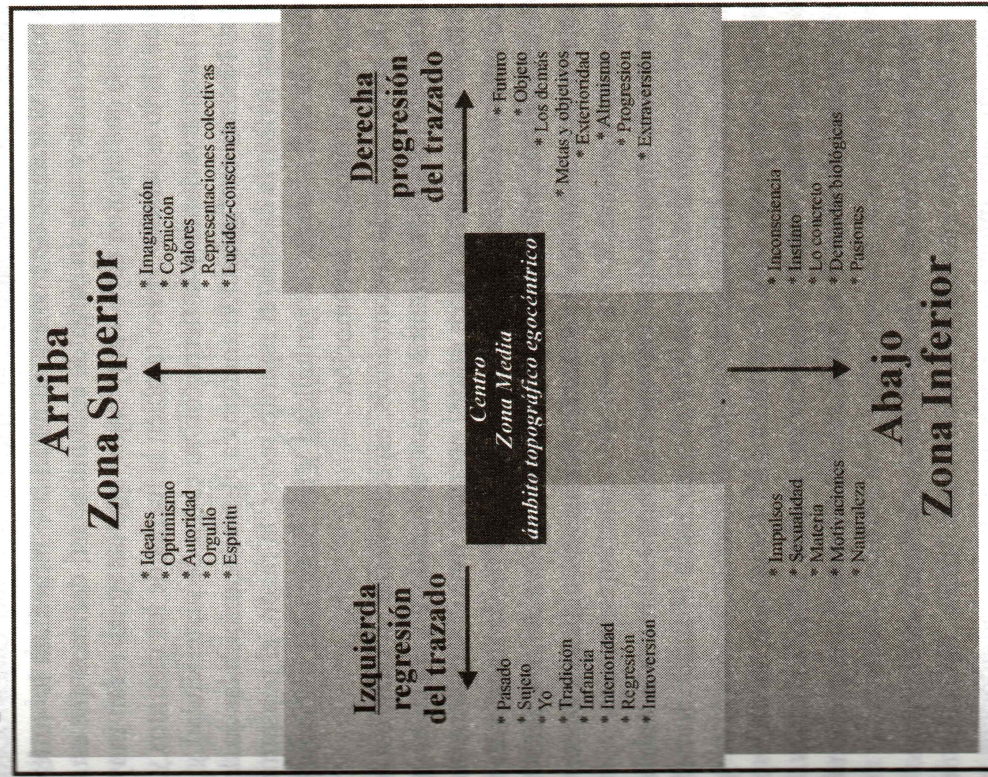 Arriba
Zona Superior
* Ideales
* Optimismo
* Autoridad
* Orgullo
* Espíritu
* Imaginación
* Cognición
* Valores
* Representaciones colectivas
* Lucidez-consciencia
Izquierda
regresión
del trazado
* Pasado
* Sujeto
* Yo
* Tradición
* Infancia
* Interioridad
* Regresión
* Introversión
Centro
Zona Media
ámbito topográfico egocéntrico
Derecha
progresión
del trazado
* Futuro
* Objeto
* Los demás
* Metas y objetivos
* Exterioridad
* Altruismo
* Progresión
* Extraversión
* Impulsos
* Sexualidad
* Materia
* Motivaciones
* Naturaleza
* Inconsciencia
* Instinto
* Lo concreto
* Demandas biológicas
* Pasiones
Abajo
Zona Inferior